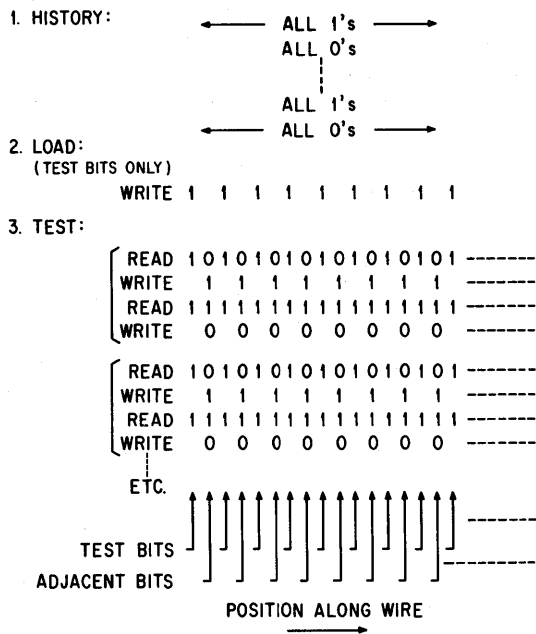 1. HISTORY:
ALL 1's
ALL 0's
ALL 1's
ALL 0's
2. LOAD:
(TEST BITS ONLY)
WRITE 1 1 1 1 1 1 1 1 1
3. TEST:
READ 1 0 1 0 1 0 1 0 1 0 1 0 1 0 1 0 1
WRITE 1 1 1 1 1 1 1 1
READ 1 1 1 1 1 1 1 1 1 1 1 1 1 1 1 1 1
WRITE 0 0 0 0 0 0 0 0
READ 1 0 1 0 1 0 1 0 1 0 1 0 1 0 1 0 1
WRITE 1 1 1 1 1 1 1 1
READ 1 1 1 1 1 1 1 1 1 1 1 1 1 1 1 1 1
WRITE 0 0 0 0 0 0 0 0
ETC.
TEST BITS
ADJACENT BITS
POSITION ALONG WIRE